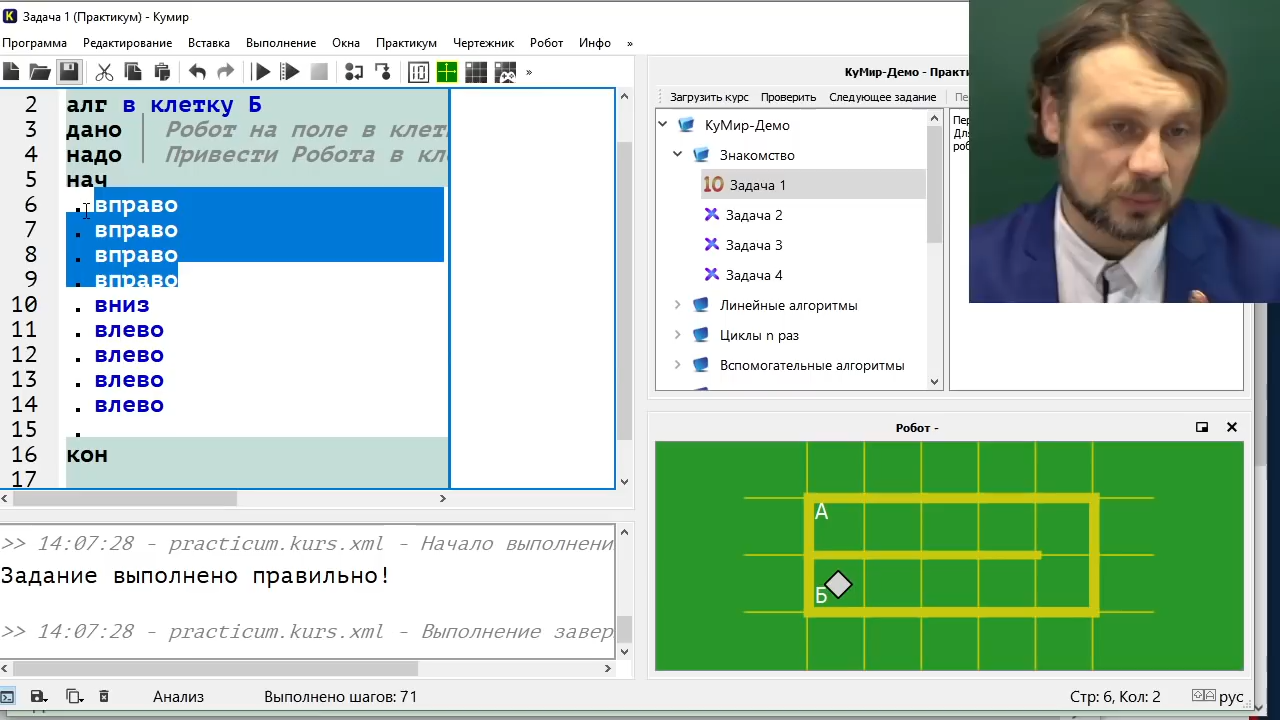 Задача 1 (Практикум) - Кумир
Программа Редактирование Вставка Выполнение Окна Практикум Чертежник Робот Инфо »
»
2 алг в клетку Б
3 дано | Робот на поле в клет
4 надо | Привести Робота в кл
5 нач
6 . вправо
7 . вправо
8 . вправо
9 . вправо
10 . вниз
11 . влево
12 . влево
13 . влево
14 . влево
15 .
16 кон
17
>> 14:07:28 - practicum.kurs.xml - Начало выполнени
Задание выполнено правильно!
>> 14:07:28 - practicum.kurs.xml - Выполнение завер
Анализ Выполнено шагов: 71 Стр: 6, Кол: 2 рус
КуМир-Демо - Практи
Загрузить курс Проверить Следующее задание Пе
КуМир-Демо
Знакомство
10 Задача 1
Задача 2
Задача 3
Задача 4
Линейные алгоритмы
Циклы n раз
Вспомогательные алгоритмы
Пер
Для
роб
Робот -
А
Б